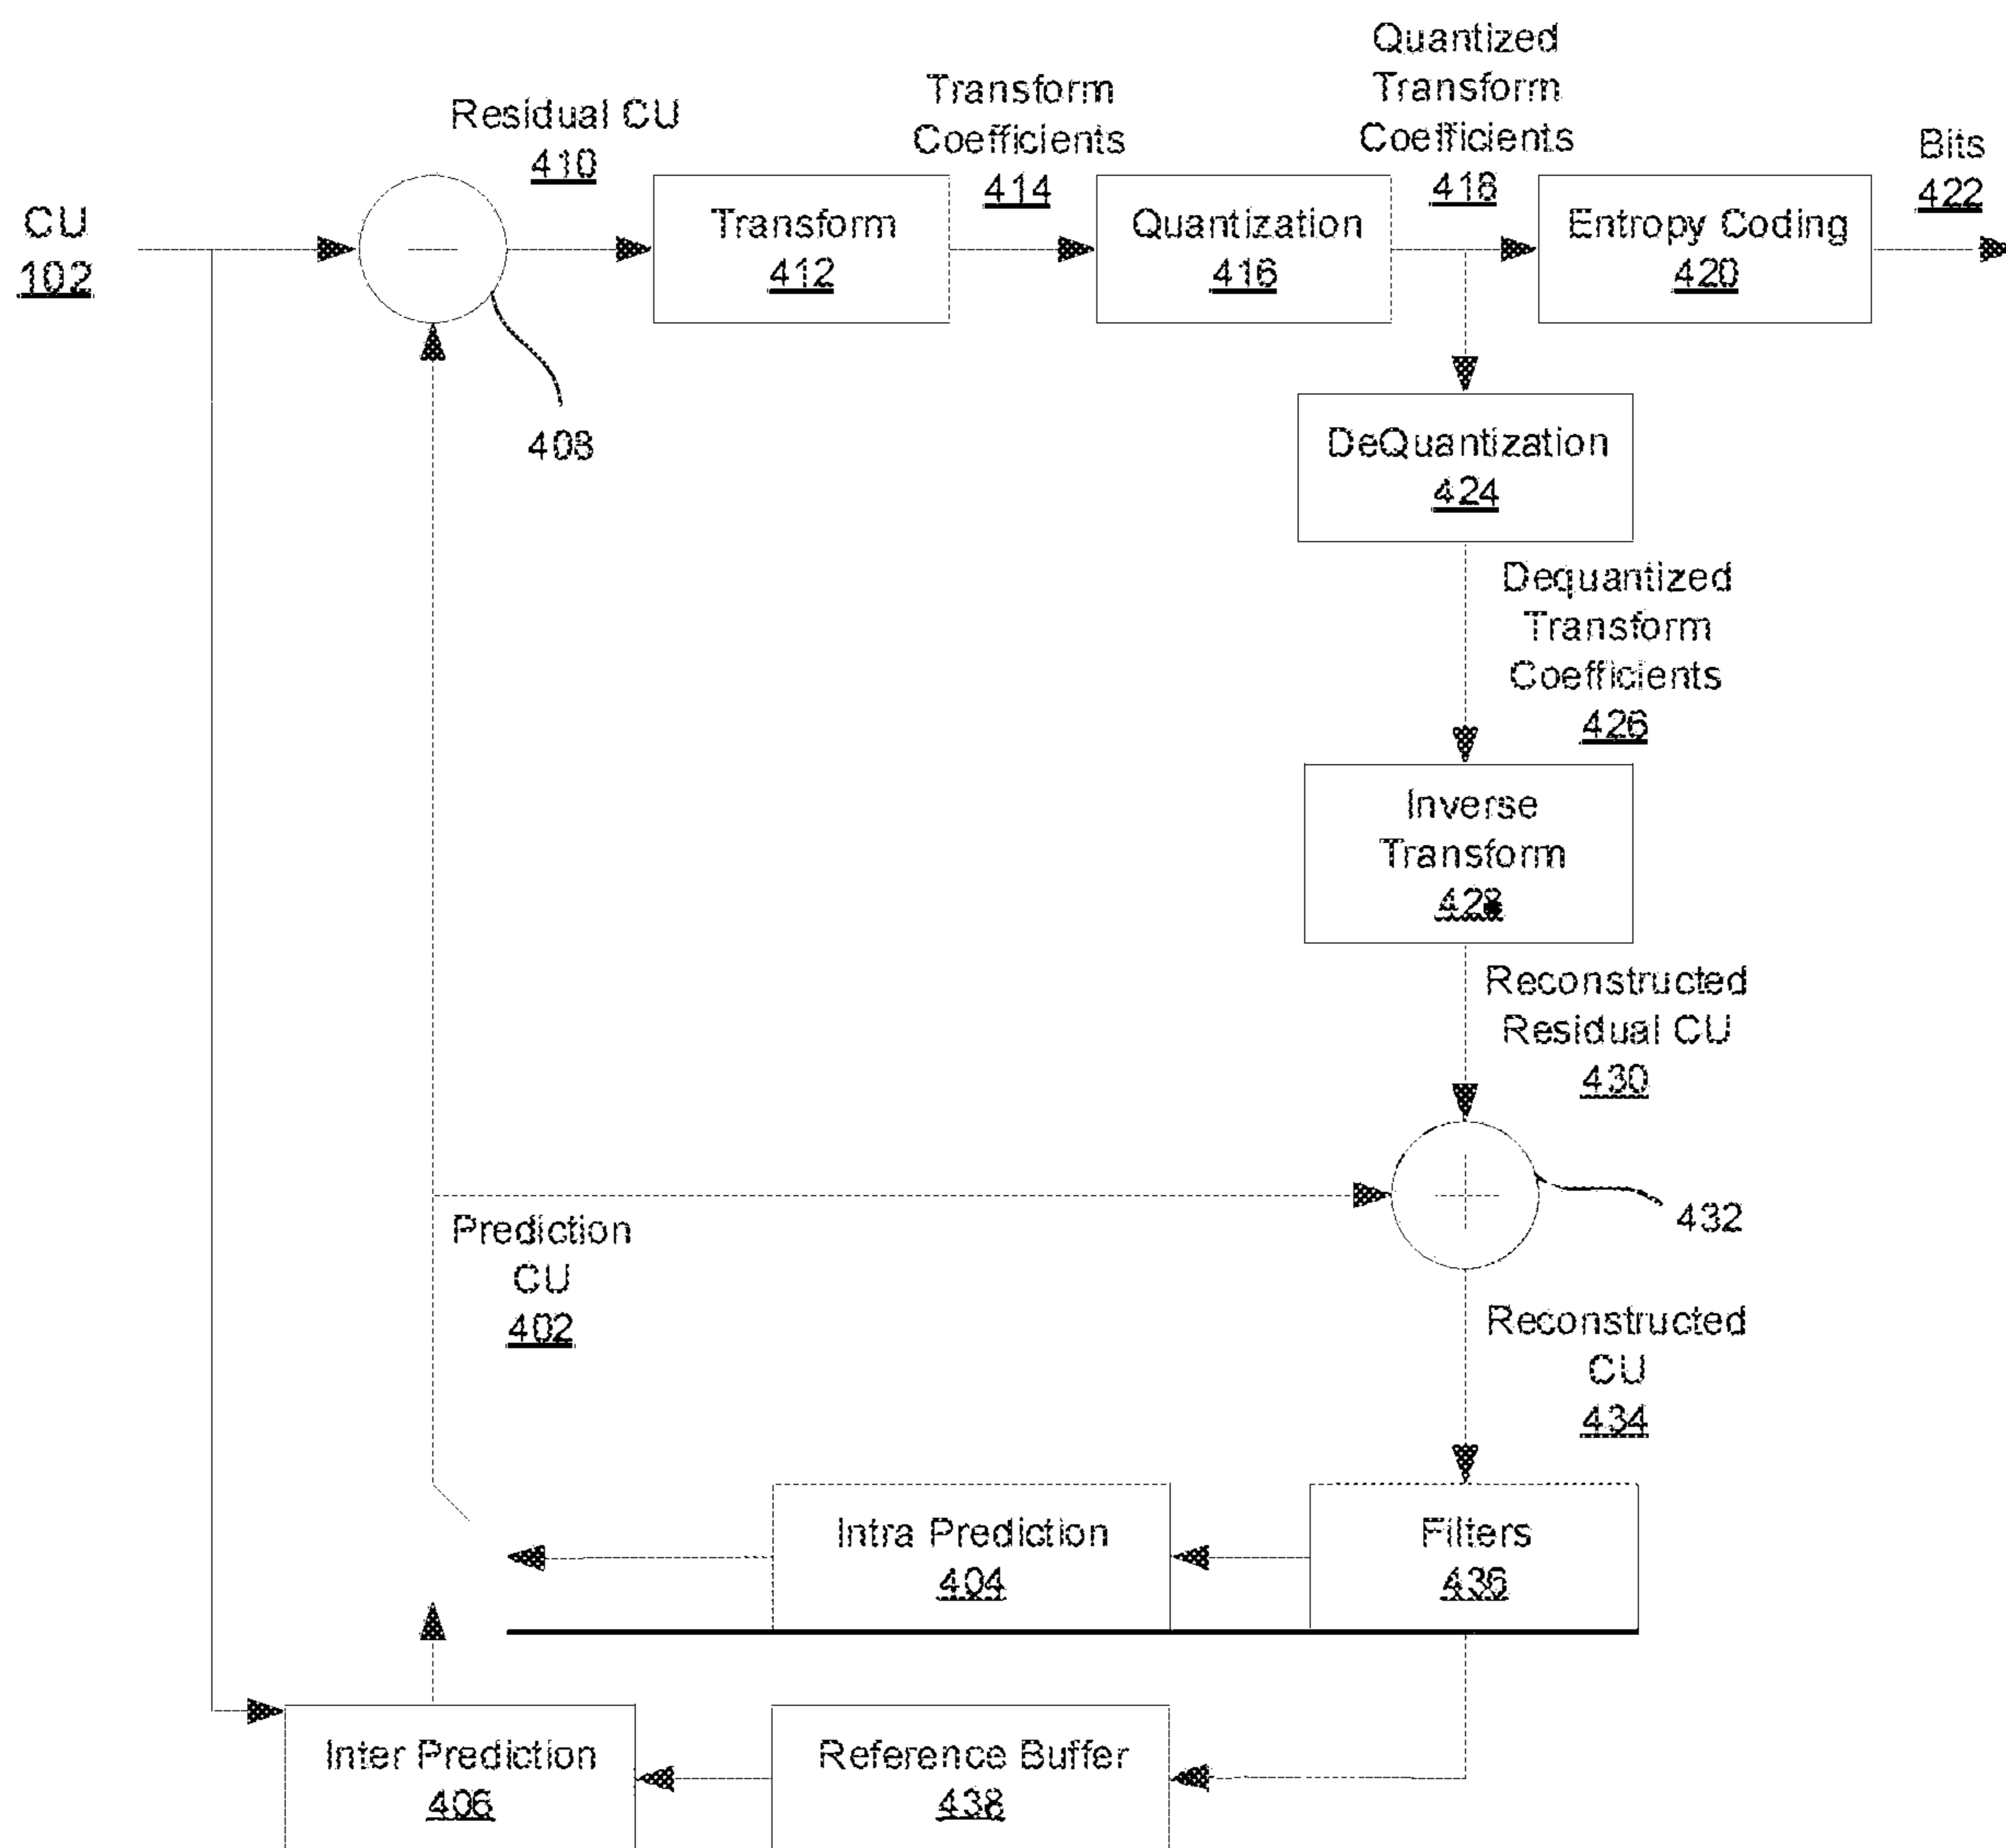 CU
102
Residual CU
410
Transform
412
Transform
Coefficients
414
Quantization
416
Quantized
Transform
Coefficients
418
Entropy Coding
420
Bits
422
408
DeQuantization
424
Dequantized
Transform
Coefficients
426
Inverse
Transform
428
Reconstructed
Residual CU
430
432
Prediction
CU
402
Reconstructed
CU
434
Intra Prediction
404
Filters
436
Inter Prediction
406
Reference Buffer
438